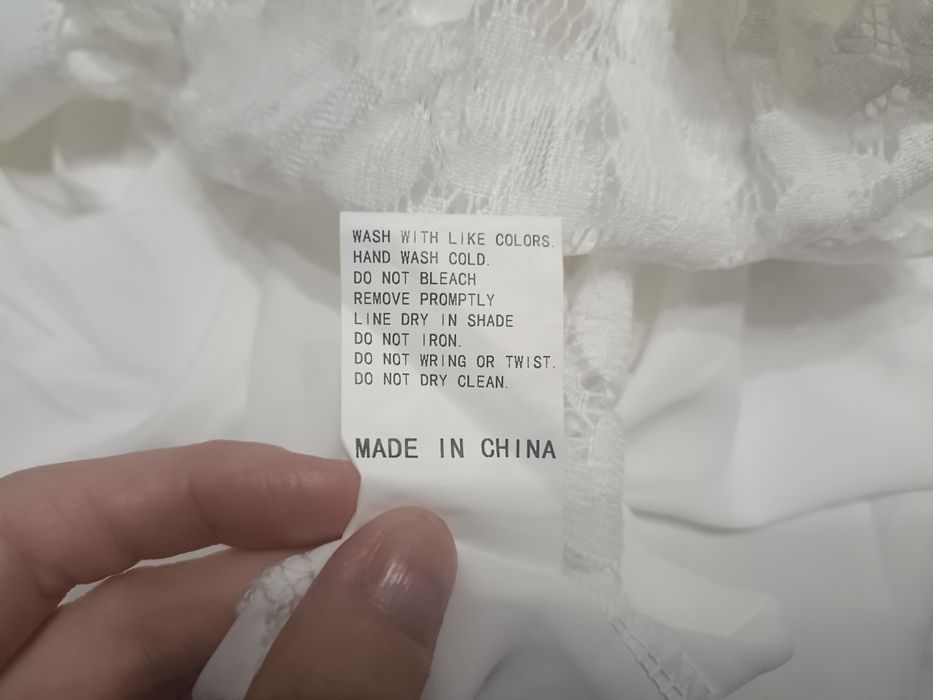 WASH WITH LIKE COLORS.
HAND WASH COLD.
DO NOT BLEACH
REMOVE PROMPTLY
LINE DRY IN SHADE
DO NOT IRON.
DO NOT WRING OR TWIST.
DO NOT DRY CLEAN.
MADE IN CHINA